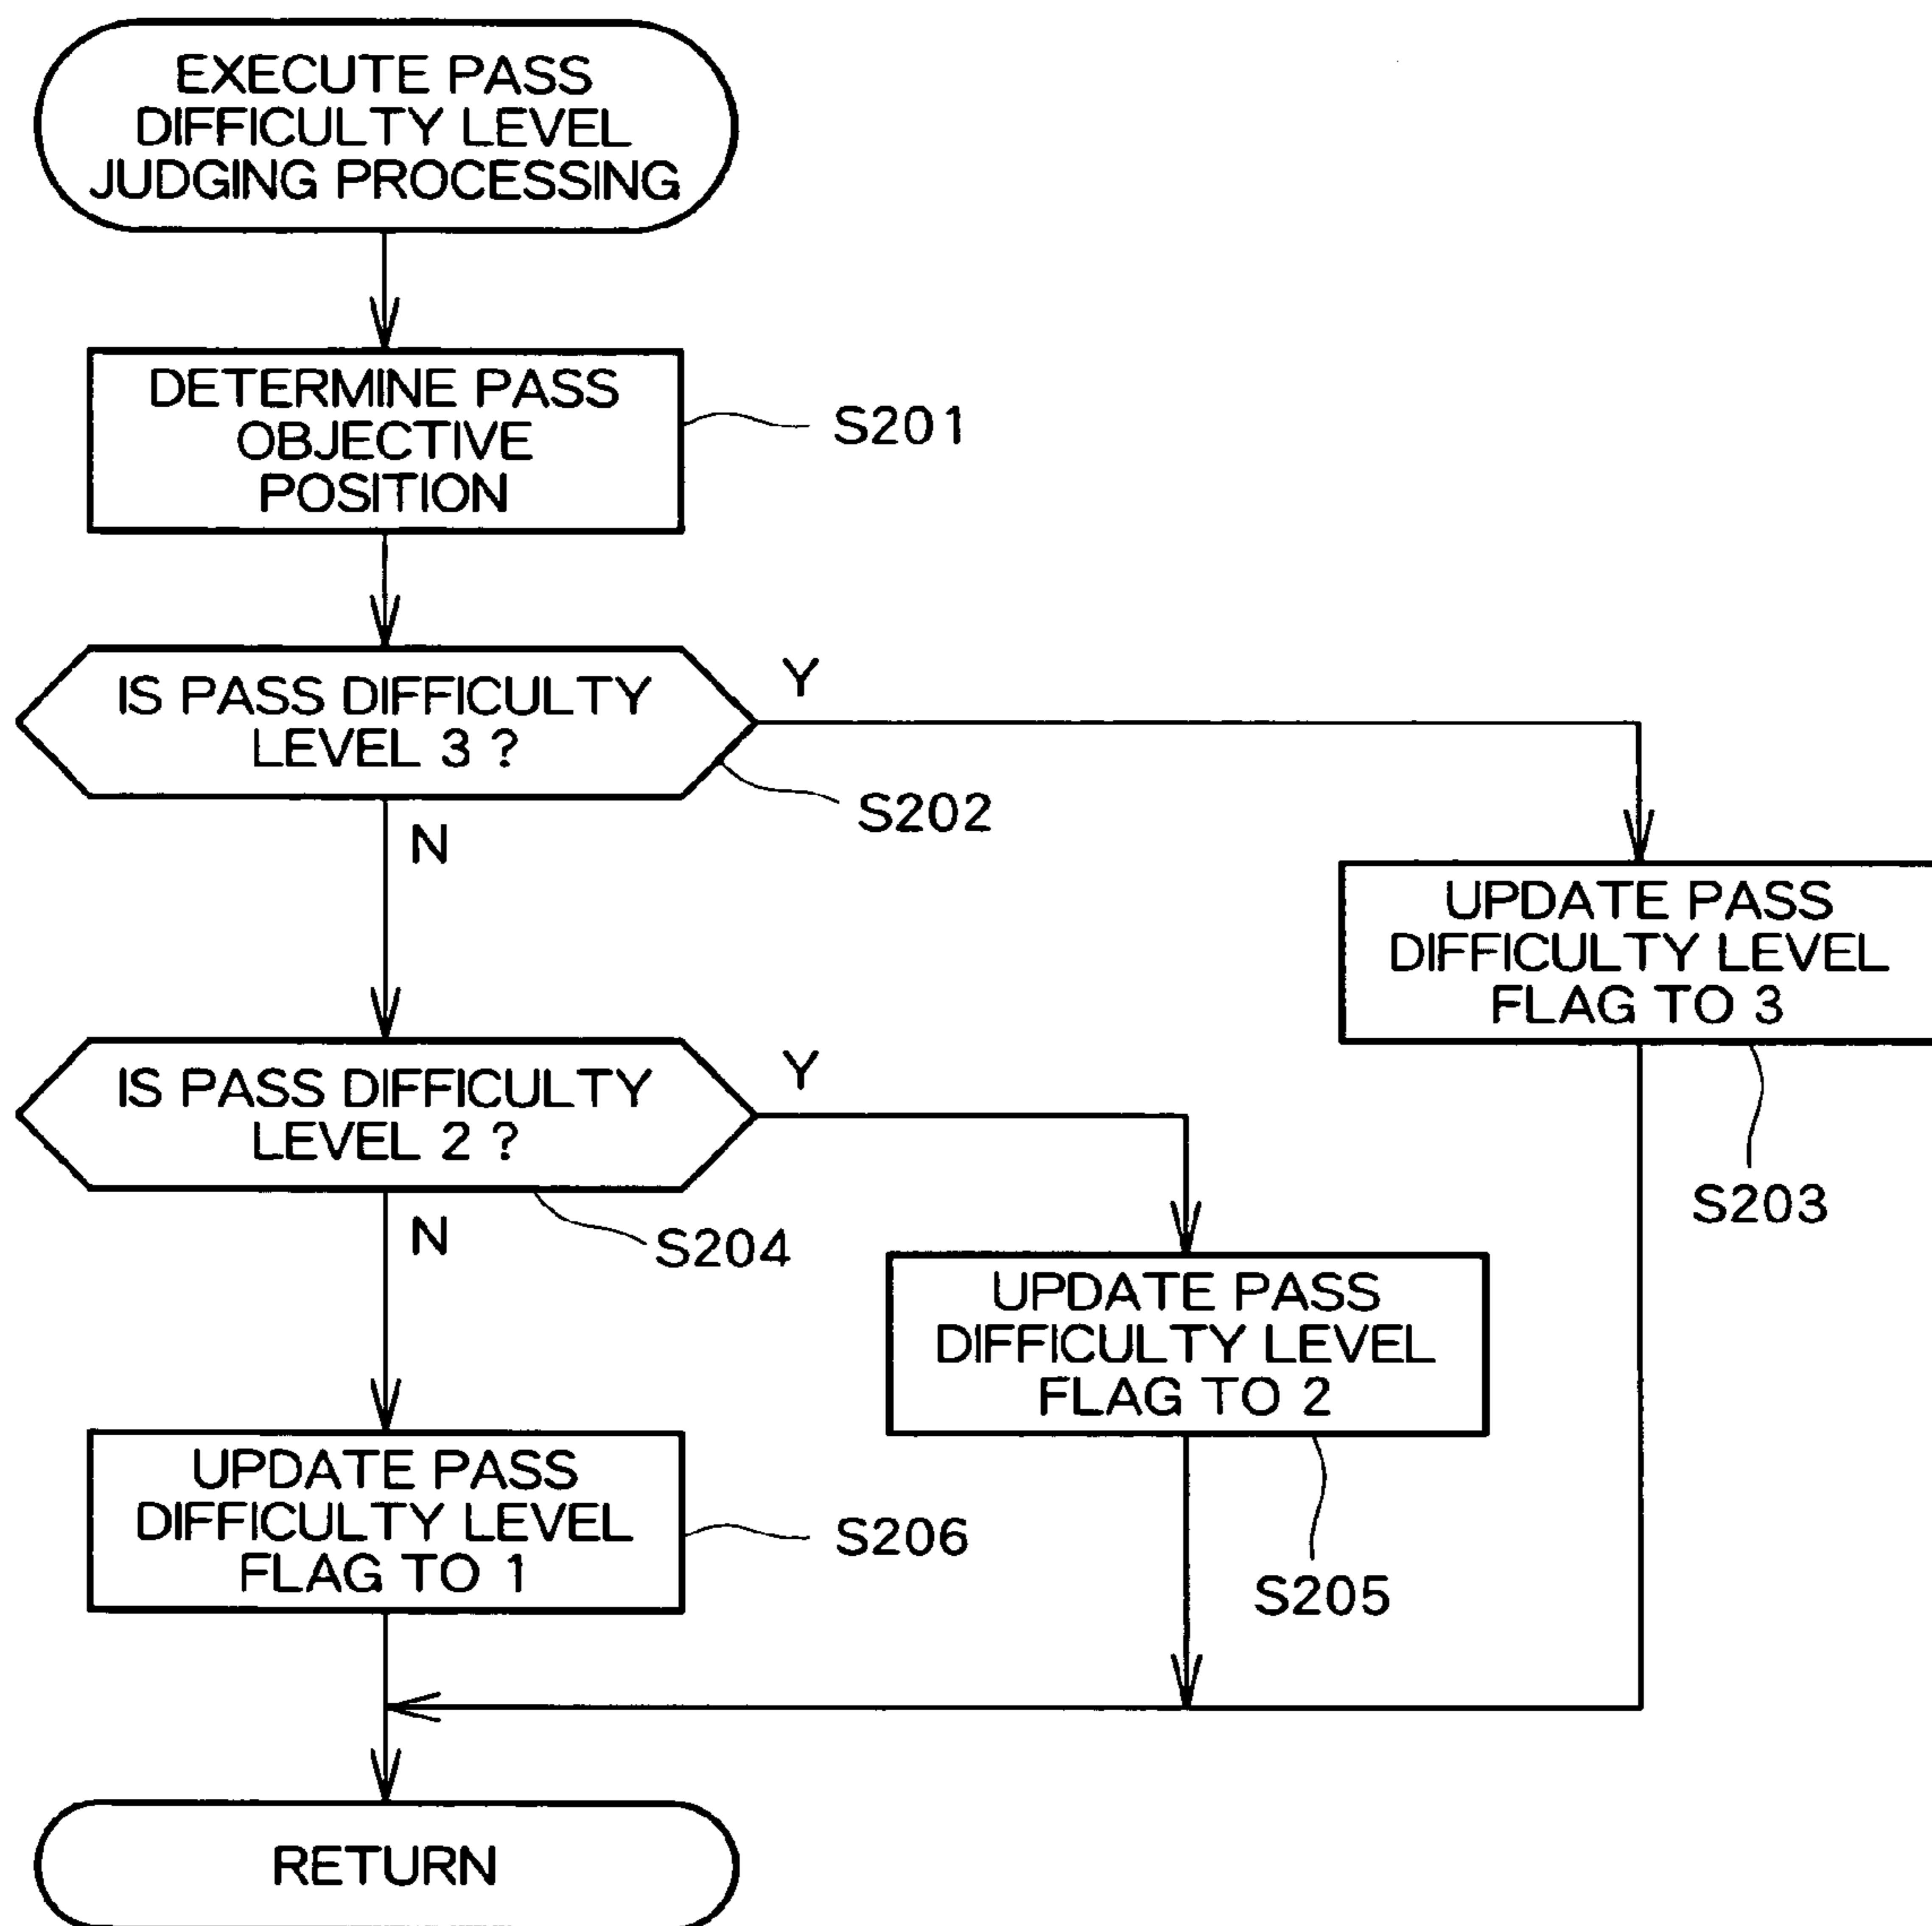 EXECUTE PASS
DIFFICULTY LEVEL
JUDGING PROCESSING
DETERMINE PASS
OBJECTIVE
POSITION
S201
IS PASS DIFFICULTY
LEVEL 3 ?
Y
S202
N
UPDATE PASS
DIFFICULTY LEVEL
FLAG TO 3
S203
IS PASS DIFFICULTY
LEVEL 2 ?
Y
S204
N
UPDATE PASS
DIFFICULTY LEVEL
FLAG TO 2
S205
UPDATE PASS
DIFFICULTY LEVEL
FLAG TO 1
S206
RETURN